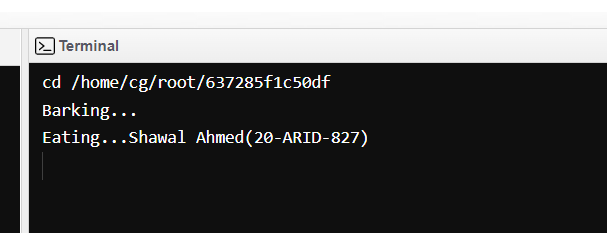 Terminal
cd /home/cg/root/637285f1c50df
Barking...
Eating...Shawal Ahmed(20-ARID-827)